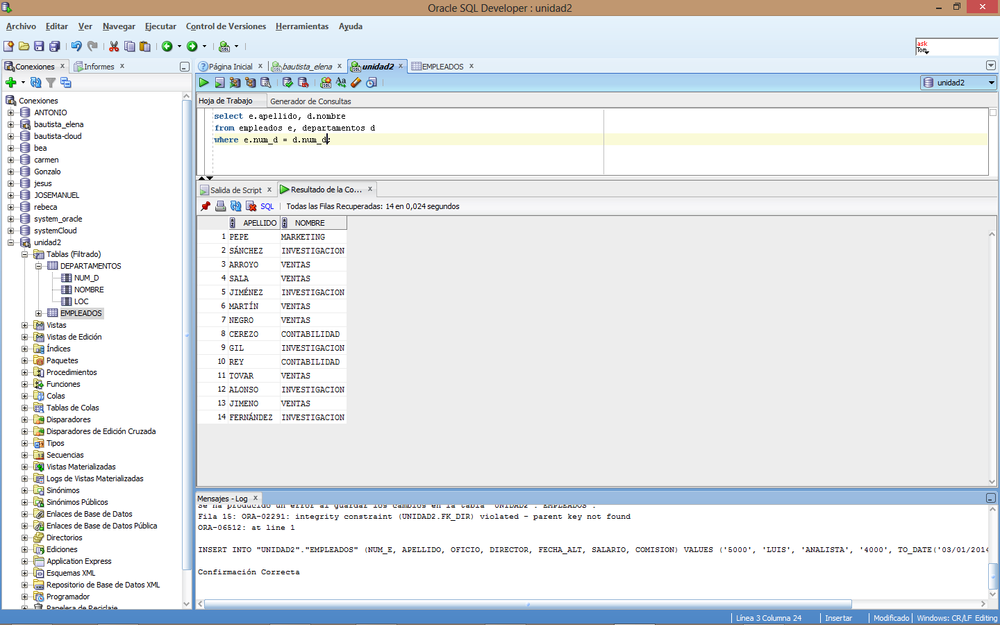 Oracle SQL Developer : unidad2
Archivo Editar Ver Navegar Ejecutar Control de Versiones Herramientas Ayuda
ask
Tom
Conexiones x Informes x
Página Inicial x bautista_elena x unidad2 x EMPLEADOS x
unidad2
Hoja de Trabajo Generador de Consultas
select e.apellido, d.nombre
from empleados e, departamentos d
where e.num_d = d.num_d;
Conexiones
ANTONIO
bautista_elena
bautista-cloud
bea
carmen
Gonzalo
jesus
JOSEMANUEL
rebeca
system_oracle
systemCloud
unidad2
Tablas (Filtrado)
DEPARTAMENTOS
NUM_D
NOMBRE
LOC
EMPLEADOS
Vistas
Vistas de Edición
Índices
Paquetes
Procedimientos
Funciones
Colas
Tablas de Colas
Disparadores
Disparadores de Edición Cruzada
Tipos
Secuencias
Vistas Materializadas
Logs de Vistas Materializadas
Sinónimos
Sinónimos Públicos
Enlaces de Base de Datos
Enlaces de Base de Datos Pública
Directorios
Ediciones
Application Express
Esquemas XML
Repositorio de Base de Datos XML
Programador
Papelera de Reciclaje
Salida de Script x Resultado de la Co... x
SQL Todas las Filas Recuperadas: 14 en 0,024 segundos
APELLIDO NOMBRE
1 PEPE MARKETING
2 SÁNCHEZ INVESTIGACION
3 ARROYO VENTAS
4 SALA VENTAS
5 JIMÉNEZ INVESTIGACION
6 MARTÍN VENTAS
7 NEGRO VENTAS
8 CEREZO CONTABILIDAD
9 GIL INVESTIGACION
10 REY CONTABILIDAD
11 TOVAR VENTAS
12 ALONSO INVESTIGACION
13 JIMENO VENTAS
14 FERNÁNDEZ INVESTIGACION
Mensajes - Log x
Se ha producido un error al guardar los cambios en la tabla "UNIDAD2"."EMPLEADOS":
Fila 15: ORA-02291: integrity constraint (UNIDAD2.FK_DIR) violated - parent key not found
ORA-06512: at line 1
INSERT INTO "UNIDAD2"."EMPLEADOS" (NUM_E, APELLIDO, OFICIO, DIRECTOR, FECHA_ALT, SALARIO, COMISION) VALUES ('5000', 'LUIS', 'ANALISTA', '4000', TO_DATE('03/01/2014
Confirmación Correcta
Línea 3 Columna 24 Insertar Modificado Windows: CR/LF Editing